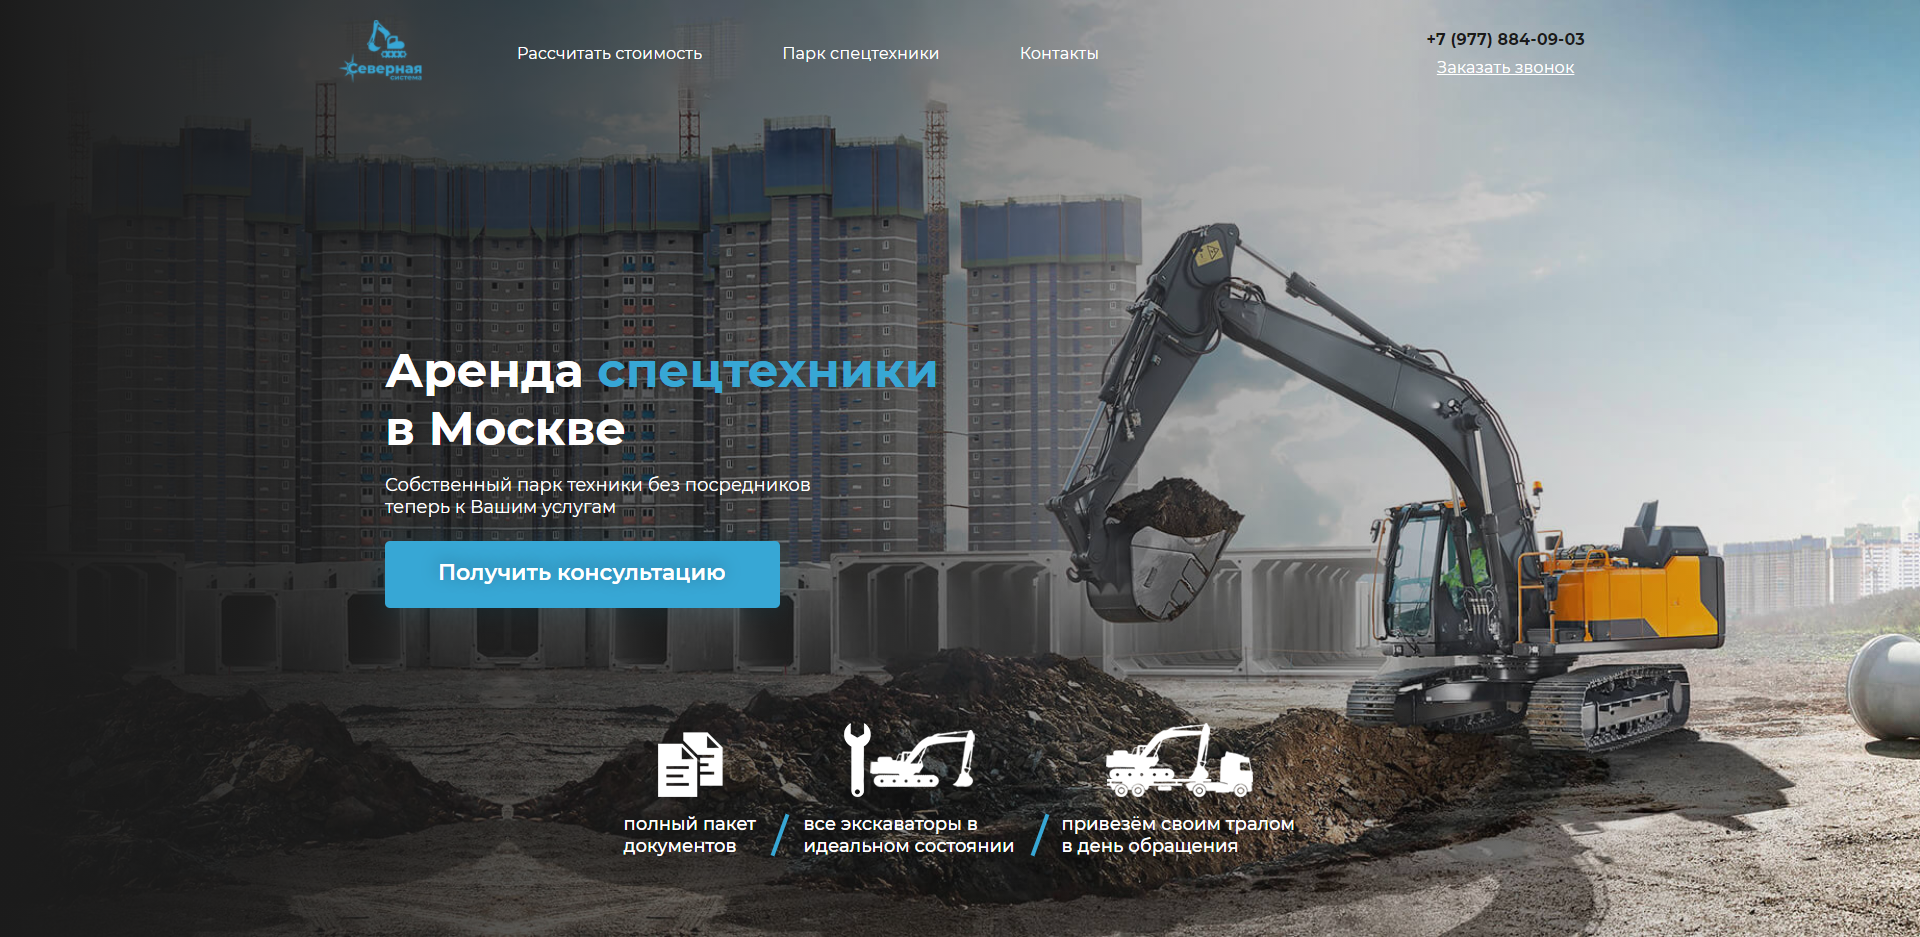 Северная
система
Рассчитать стоимость
Парк спецтехники
Контакты
+7 (977) 884-09-03
Заказать звонок
Аренда спецтехники
в Москве
Собственный парк техники без посредников
теперь к Вашим услугам
Получить консультацию
полный пакет
документов
все экскаваторы в
идеальном состоянии
привезём своим тралом
в день обращения